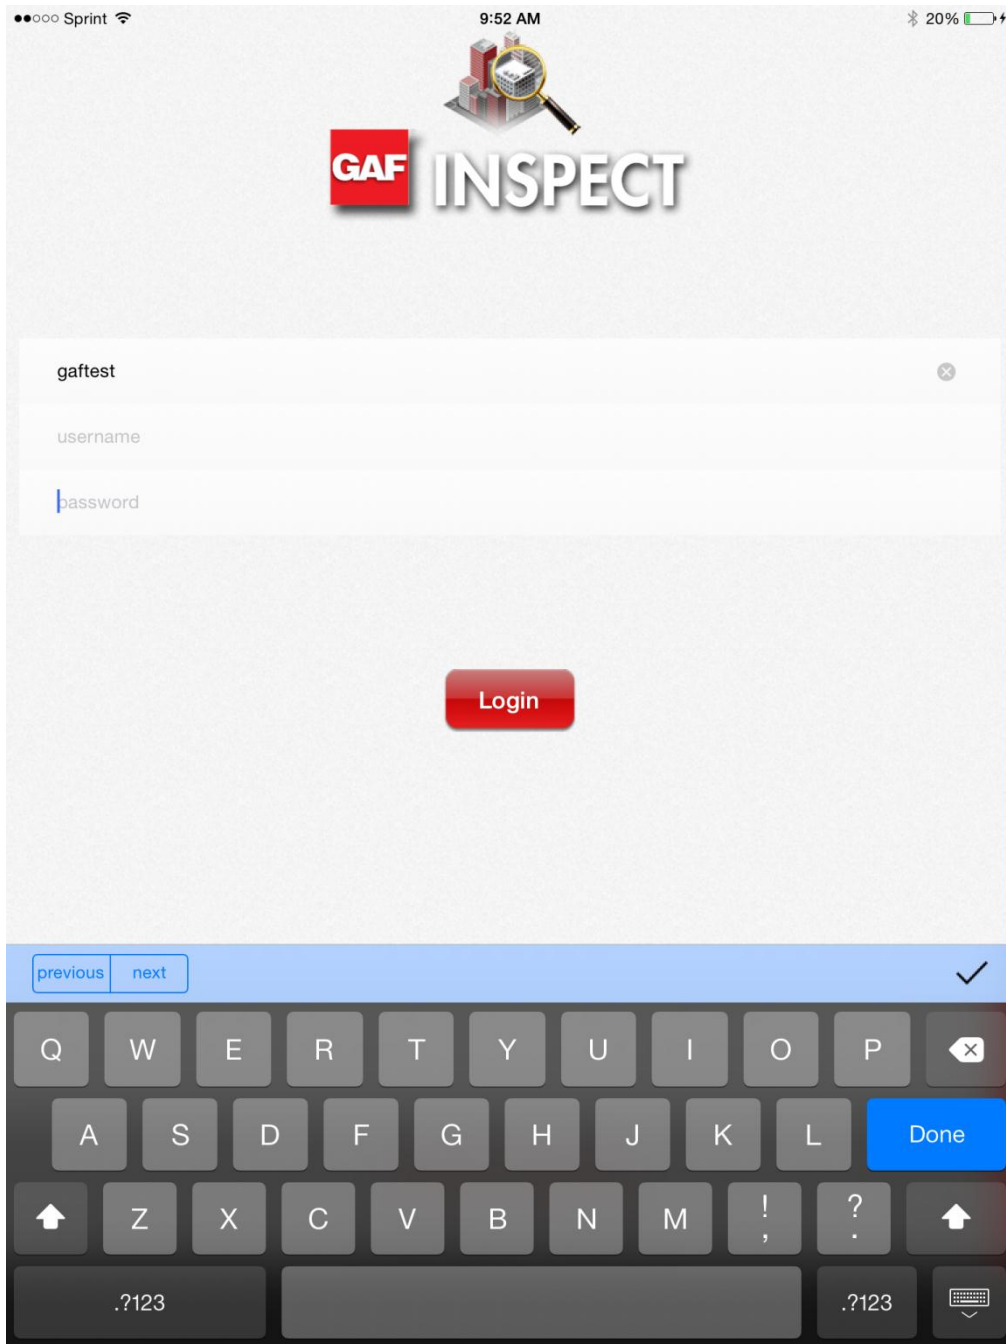 Sprint 9:52 AM 20%
GAF INSPECT
gaftest
username
password
Login
previous next
Q W E R T Y U I O P
A S D F G H J K L Done
Z X C V B N M ! , ? .
.?123 .?123